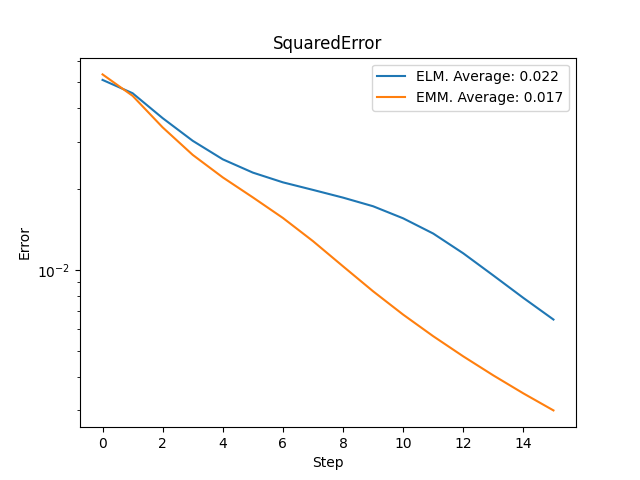 SquaredError
ELM. Average: 0.022
EMM. Average: 0.017
Error
10⁻²
0 2 4 6 8 10 12 14
Step